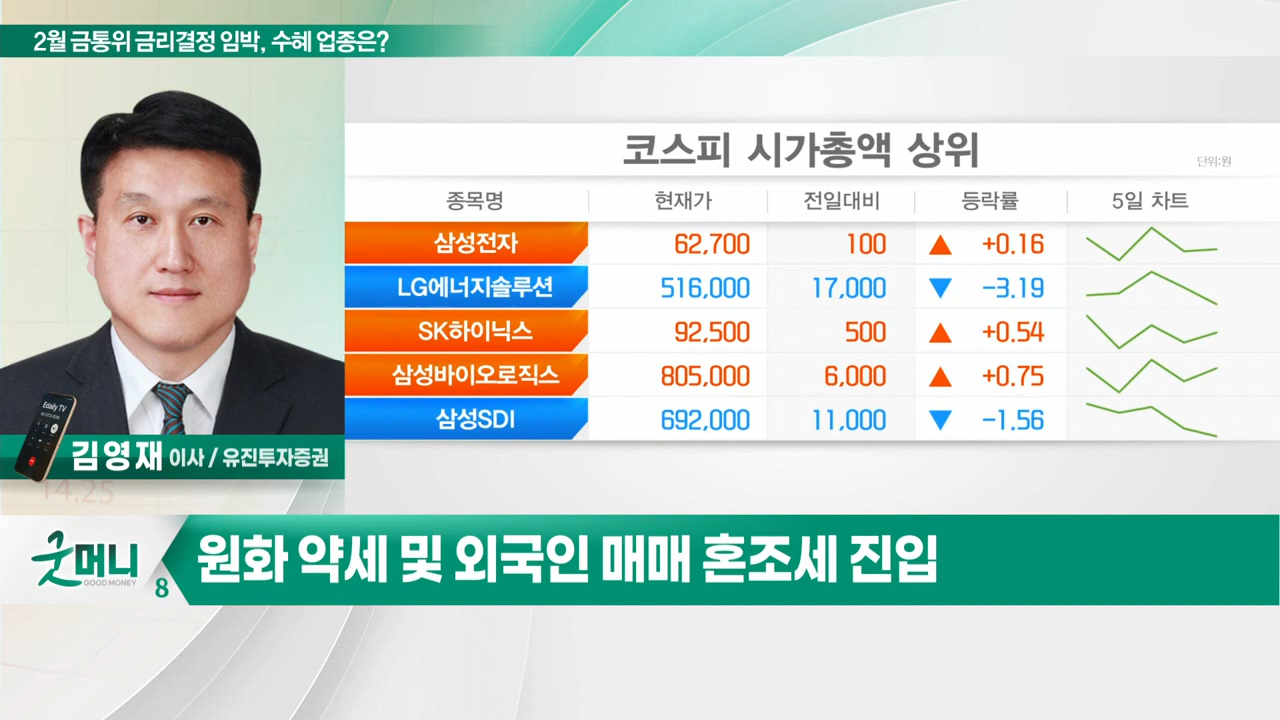 2월 금통위 금리결정 임박, 수혜 업종은?
코스피 시가총액 상위
단위:원
종목명 현재가 전일대비 등락률 5일 차트
삼성전자 62,700 100 ▲ +0.16
LG에너지솔루션 516,000 17,000 ▼ -3.19
SK하이닉스 92,500 500 ▲ +0.54
삼성바이오로직스 805,000 6,000 ▲ +0.75
삼성SDI 692,000 11,000 ▼ -1.56
Edaily TV
김영재 이사 / 유진투자증권
14.25
굿머니
GOOD MONEY
8
원화 약세 및 외국인 매매 혼조세 진입